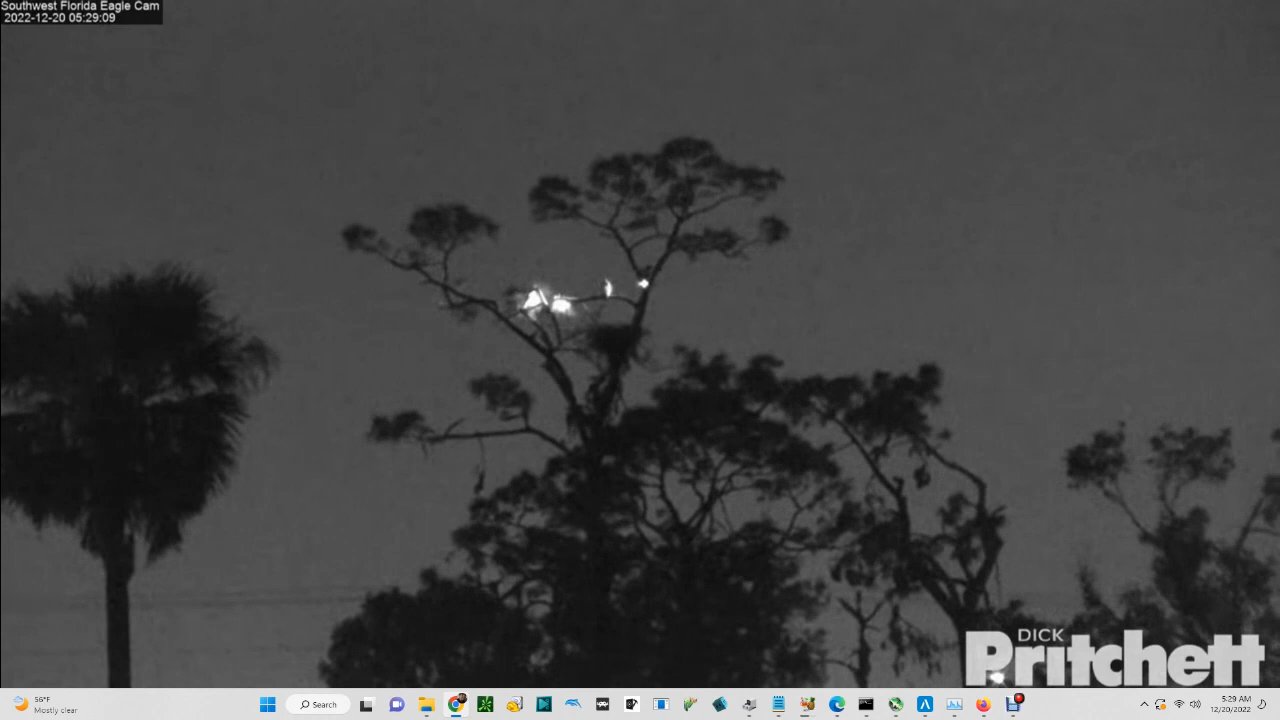 Southwest Florida Eagle Cam
2022-12-20 05:29:09
DICK
Pritchett
56°F
Mostly clear
Search
5:29 AM
12/20/2022